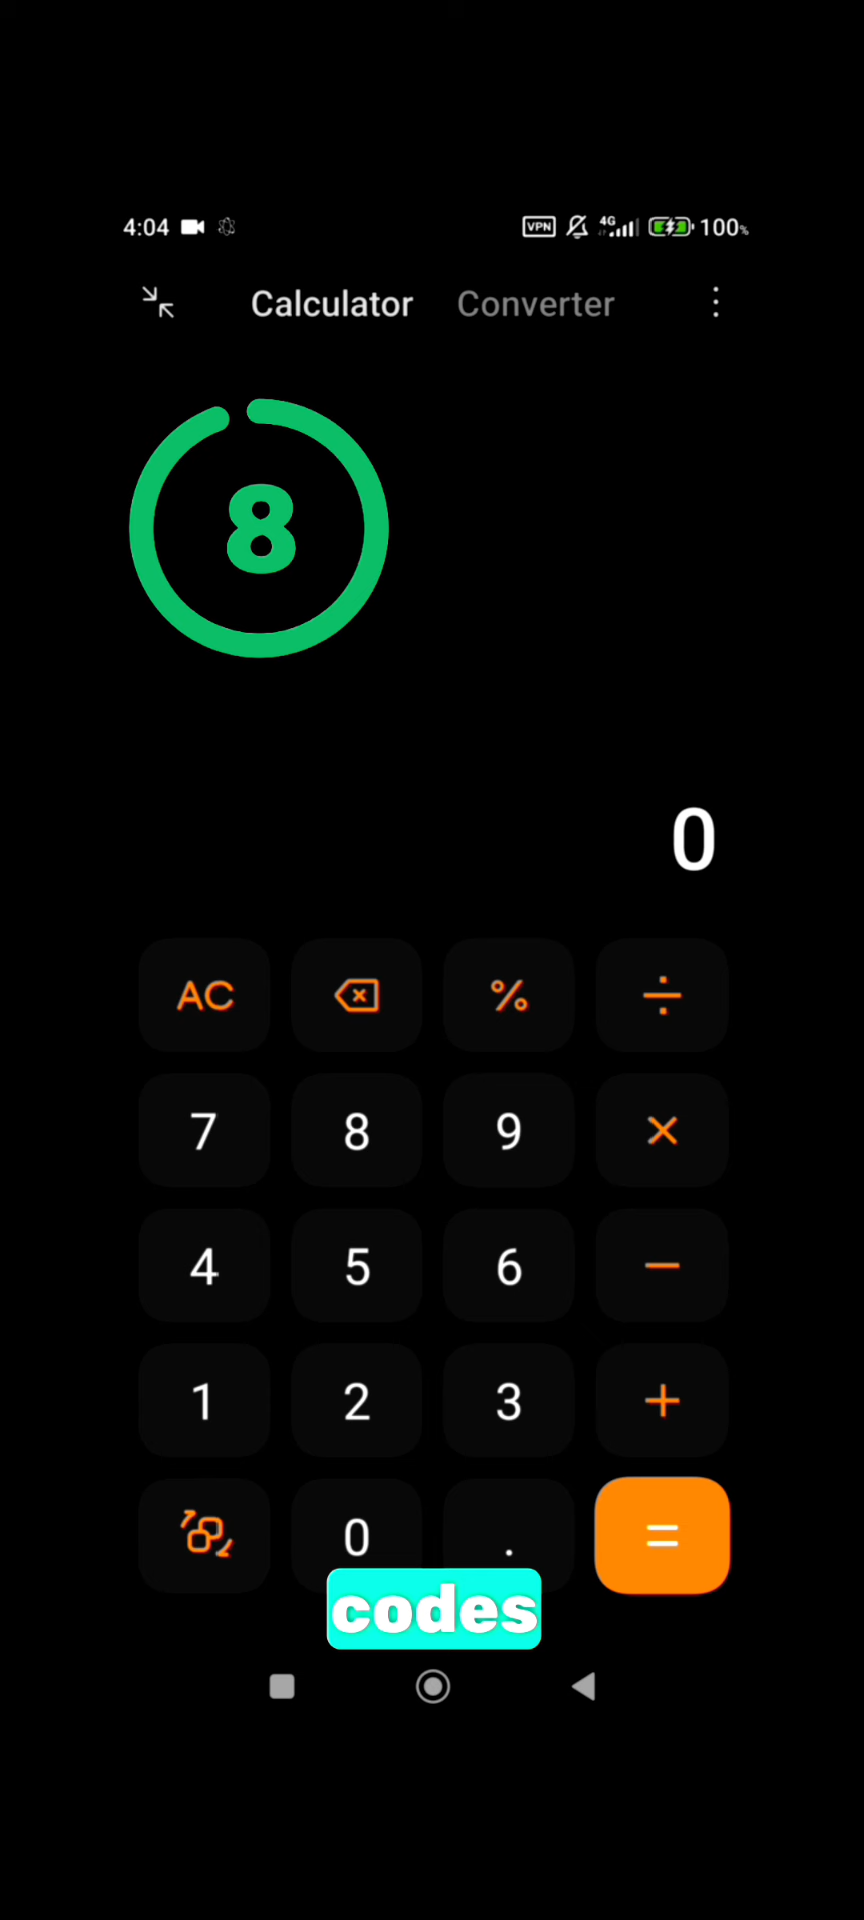 4:04 VPN 4G 100%
Calculator Converter
8
0
AC % ÷
7 8 9 ×
4 5 6 −
1 2 3 +
0 . =
codes